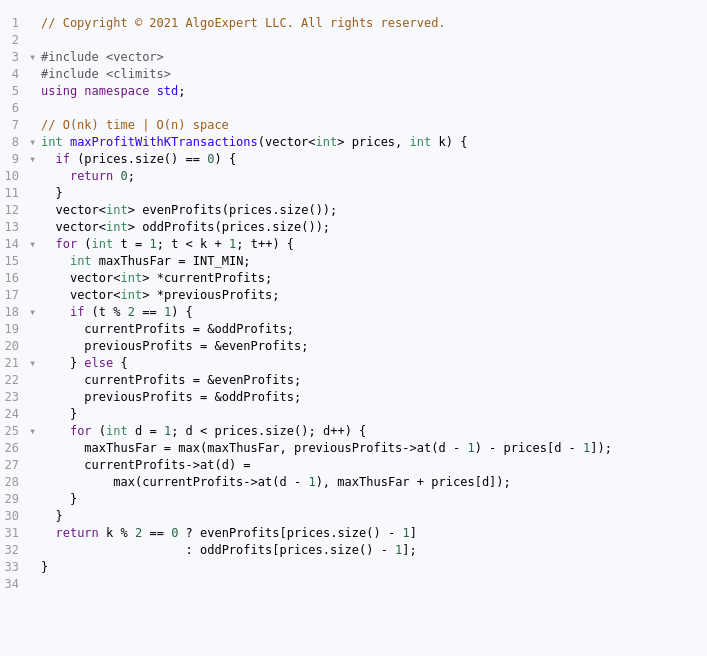 1 // Copyright © 2021 AlgoExpert LLC. All rights reserved.
2
3 #include <vector>
4 #include <climits>
5 using namespace std;
6
7 // O(nk) time | O(n) space
8 int maxProfitWithKTransactions(vector<int> prices, int k) {
9   if (prices.size() == 0) {
10     return 0;
11   }
12   vector<int> evenProfits(prices.size());
13   vector<int> oddProfits(prices.size());
14   for (int t = 1; t < k + 1; t++) {
15     int maxThusFar = INT_MIN;
16     vector<int> *currentProfits;
17     vector<int> *previousProfits;
18     if (t % 2 == 1) {
19       currentProfits = &oddProfits;
20       previousProfits = &evenProfits;
21     } else {
22       currentProfits = &evenProfits;
23       previousProfits = &oddProfits;
24     }
25     for (int d = 1; d < prices.size(); d++) {
26       maxThusFar = max(maxThusFar, previousProfits->at(d - 1) - prices[d - 1]);
27       currentProfits->at(d) =
28           max(currentProfits->at(d - 1), maxThusFar + prices[d]);
29     }
30   }
31   return k % 2 == 0 ? evenProfits[prices.size() - 1]
32                     : oddProfits[prices.size() - 1];
33 }
34